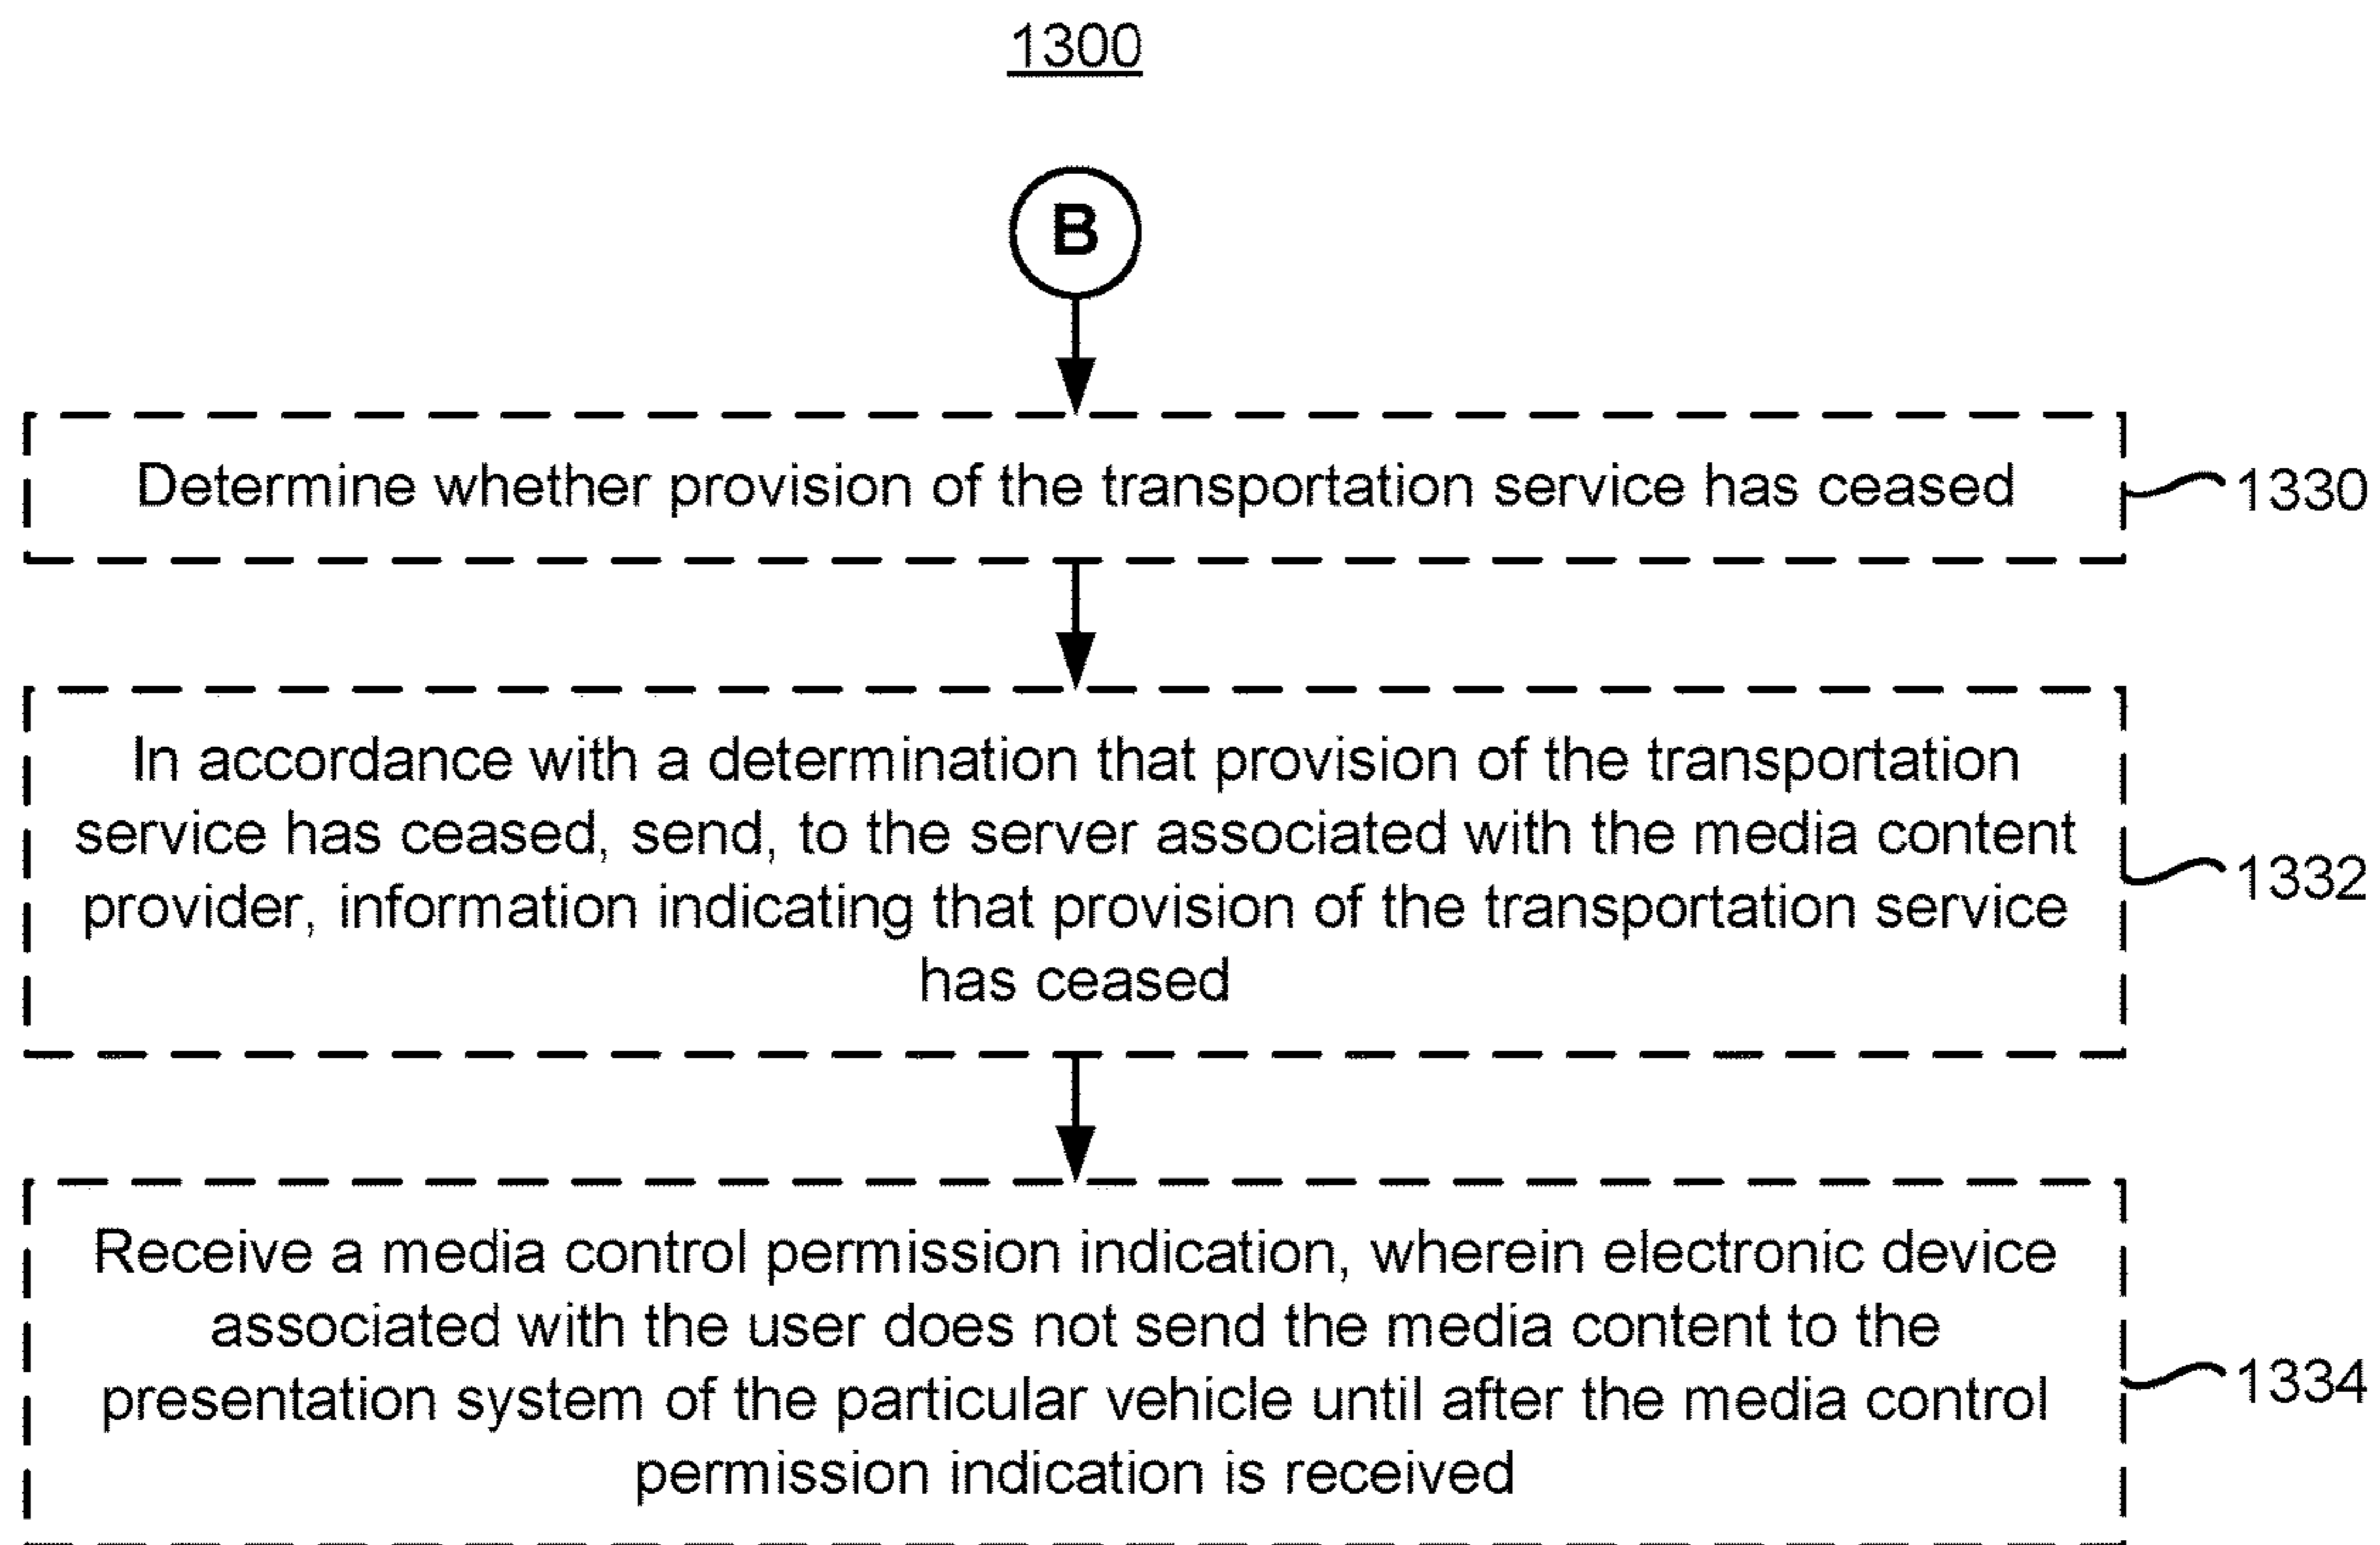 1300
B
Determine whether provision of the transportation service has ceased
1330
In accordance with a determination that provision of the transportation
service has ceased, send, to the server associated with the media content
provider, information indicating that provision of the transportation service
has ceased
1332
Receive a media control permission indication, wherein electronic device
associated with the user does not send the media content to the
presentation system of the particular vehicle until after the media control
permission indication is received
1334